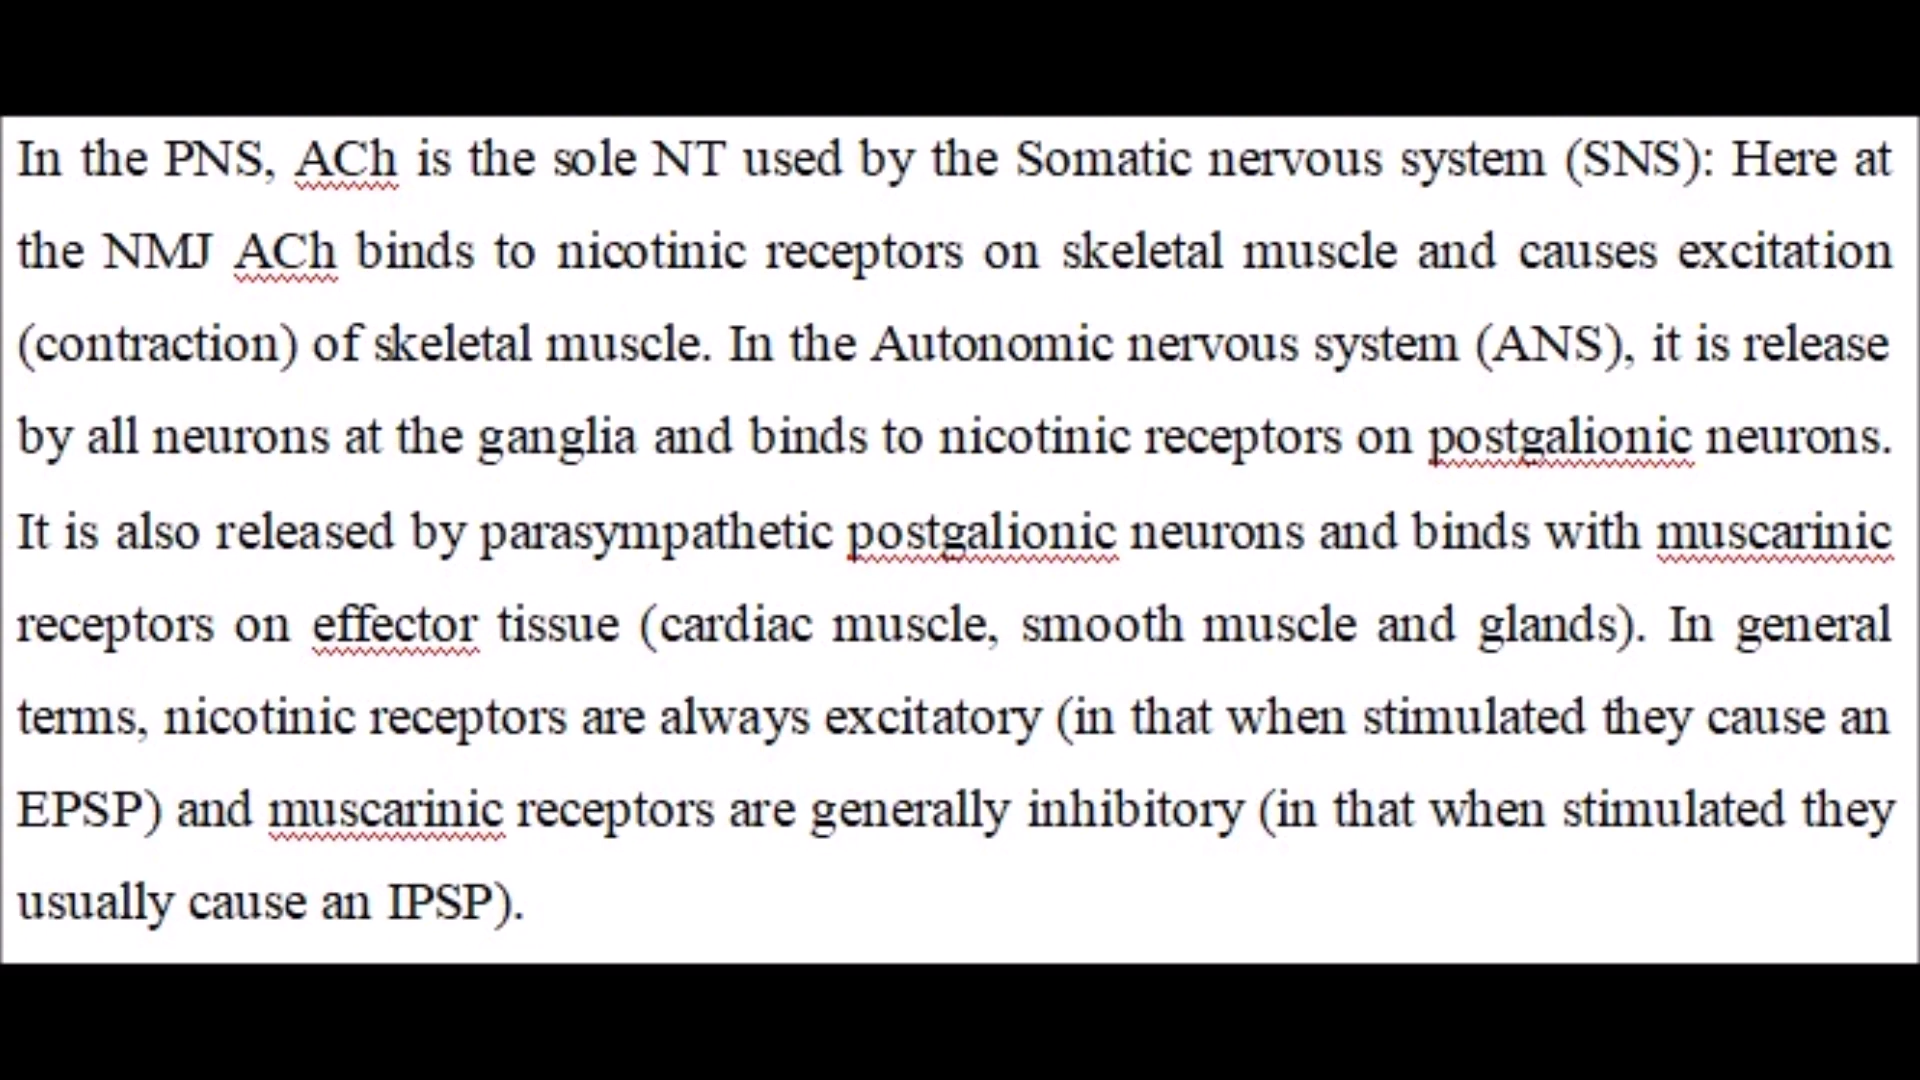 In the PNS, ACh is the sole NT used by the Somatic nervous system (SNS): Here at
the NMJ ACh binds to nicotinic receptors on skeletal muscle and causes excitation
(contraction) of skeletal muscle. In the Autonomic nervous system (ANS), it is release
by all neurons at the ganglia and binds to nicotinic receptors on postgalionic neurons.
It is also released by parasympathetic postgalionic neurons and binds with muscarinic
receptors on effector tissue (cardiac muscle, smooth muscle and glands). In general
terms, nicotinic receptors are always excitatory (in that when stimulated they cause an
EPSP) and muscarinic receptors are generally inhibitory (in that when stimulated they
usually cause an IPSP).